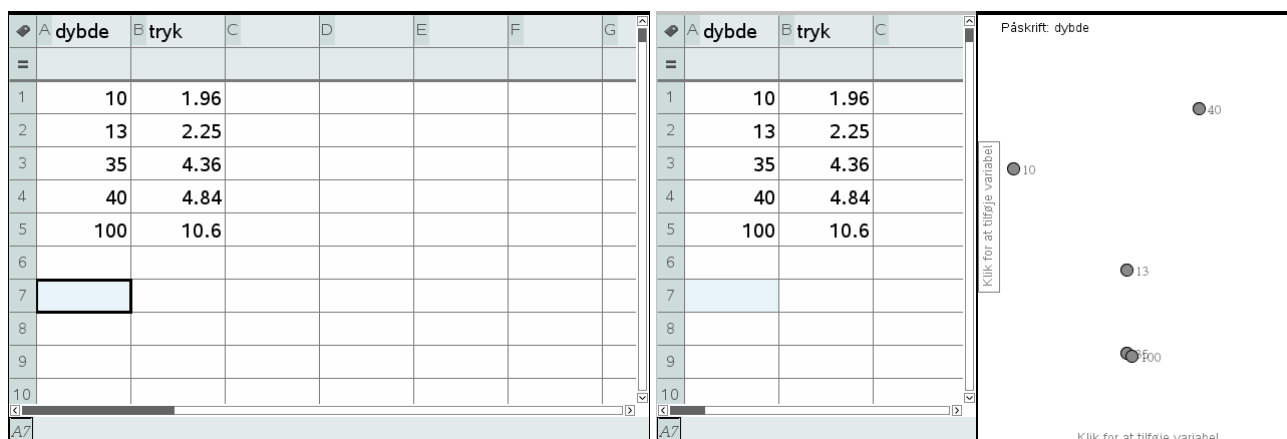 A dybde B tryk C D E F G
=
1 10 1.96
2 13 2.25
3 35 4.36
4 40 4.84
5 100 10.6
6
7
8
9
10
A7
A dybde B tryk C
=
1 10 1.96
2 13 2.25
3 35 4.36
4 40 4.84
5 100 10.6
6
7
8
9
10
A7
Påskrift: dybde
40
10
Klik for at tilføje variabel
13
35
100
Klik for at tilføje variabel